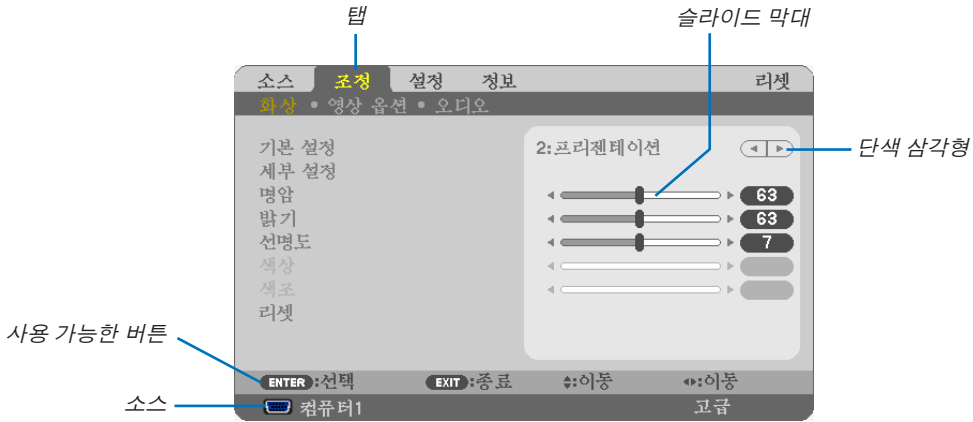 탭 슬라이드 막대
소스 조정 설정 정보 리셋
화상 • 영상 옵션 • 오디오
기본 설정 2:프리젠테이션 단색 삼각형
세부 설정
명암 63
밝기 63
선명도 7
색상
색조
리셋
사용 가능한 버튼
ENTER:선택 EXIT:종료 :이동 :이동
소스 컴퓨터1 고급